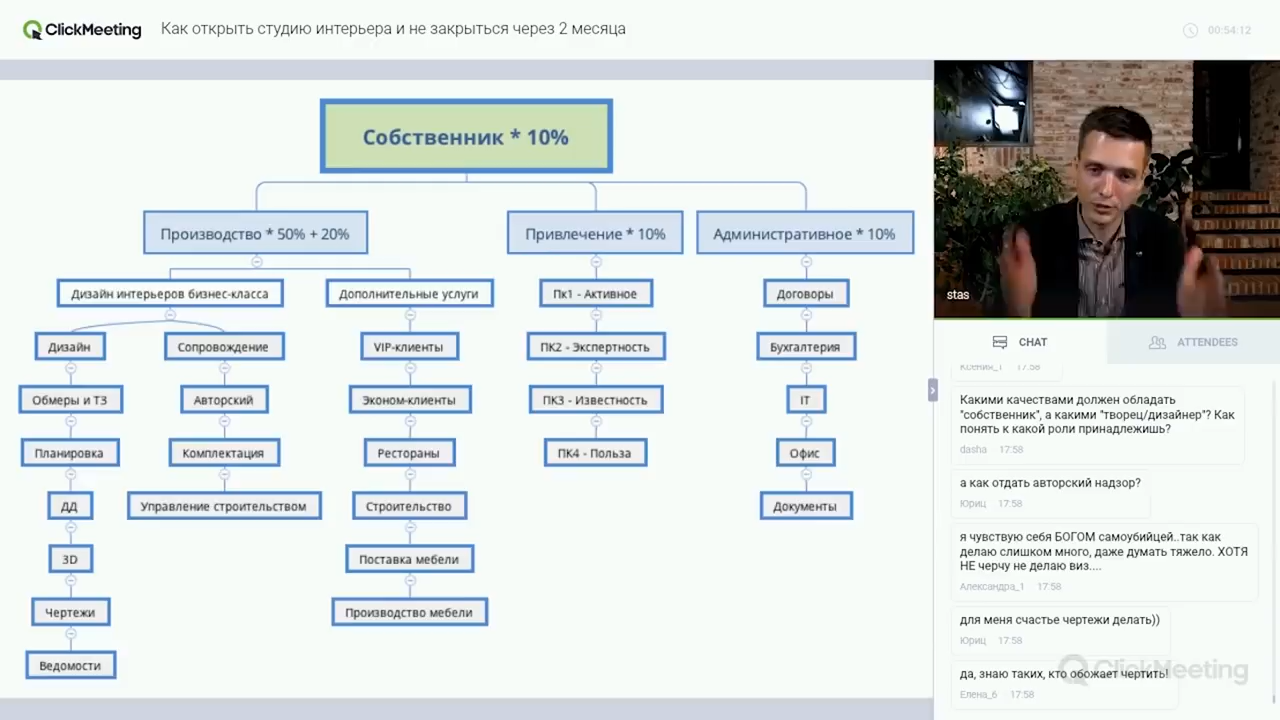 ClickMeeting
Как открыть студию интерьера и не закрыться через 2 месяца
00:54:12
Собственник * 10%
Производство * 50% + 20%
Привлечение * 10%
Административное * 10%
Дизайн интерьеров бизнес-класса
Дополнительные услуги
Пк1 - Активное
Договоры
Дизайн
Сопровождение
VIP-клиенты
ПК2 - Экспертность
Бухгалтерия
Обмеры и ТЗ
Авторский
Эконом-клиенты
ПК3 - Известность
IT
Планировка
Комплектация
Рестораны
ПК4 - Польза
Офис
ДД
Управление строительством
Строительство
Документы
3D
Поставка мебели
Чертежи
Производство мебели
Ведомости
stas
CHAT
ATTENDEES
Ксения_1 17:58
Какими качествами должен обладать
"собственник", а какими "творец/дизайнер"? Как
понять к какой роли принадлежишь?
dasha 17:58
а как отдать авторский надзор?
Юриц 17:58
я чувствую себя БОГОМ самоубийцей..так как
делаю слишком много, даже думать тяжело. ХОТЯ
НЕ черчу не делаю виз....
Александра_1 17:58
для меня счастье чертежи делать))
Юриц 17:58
да, знаю таких, кто обожает чертить!
Елена_6 17:58
ClickMeeting